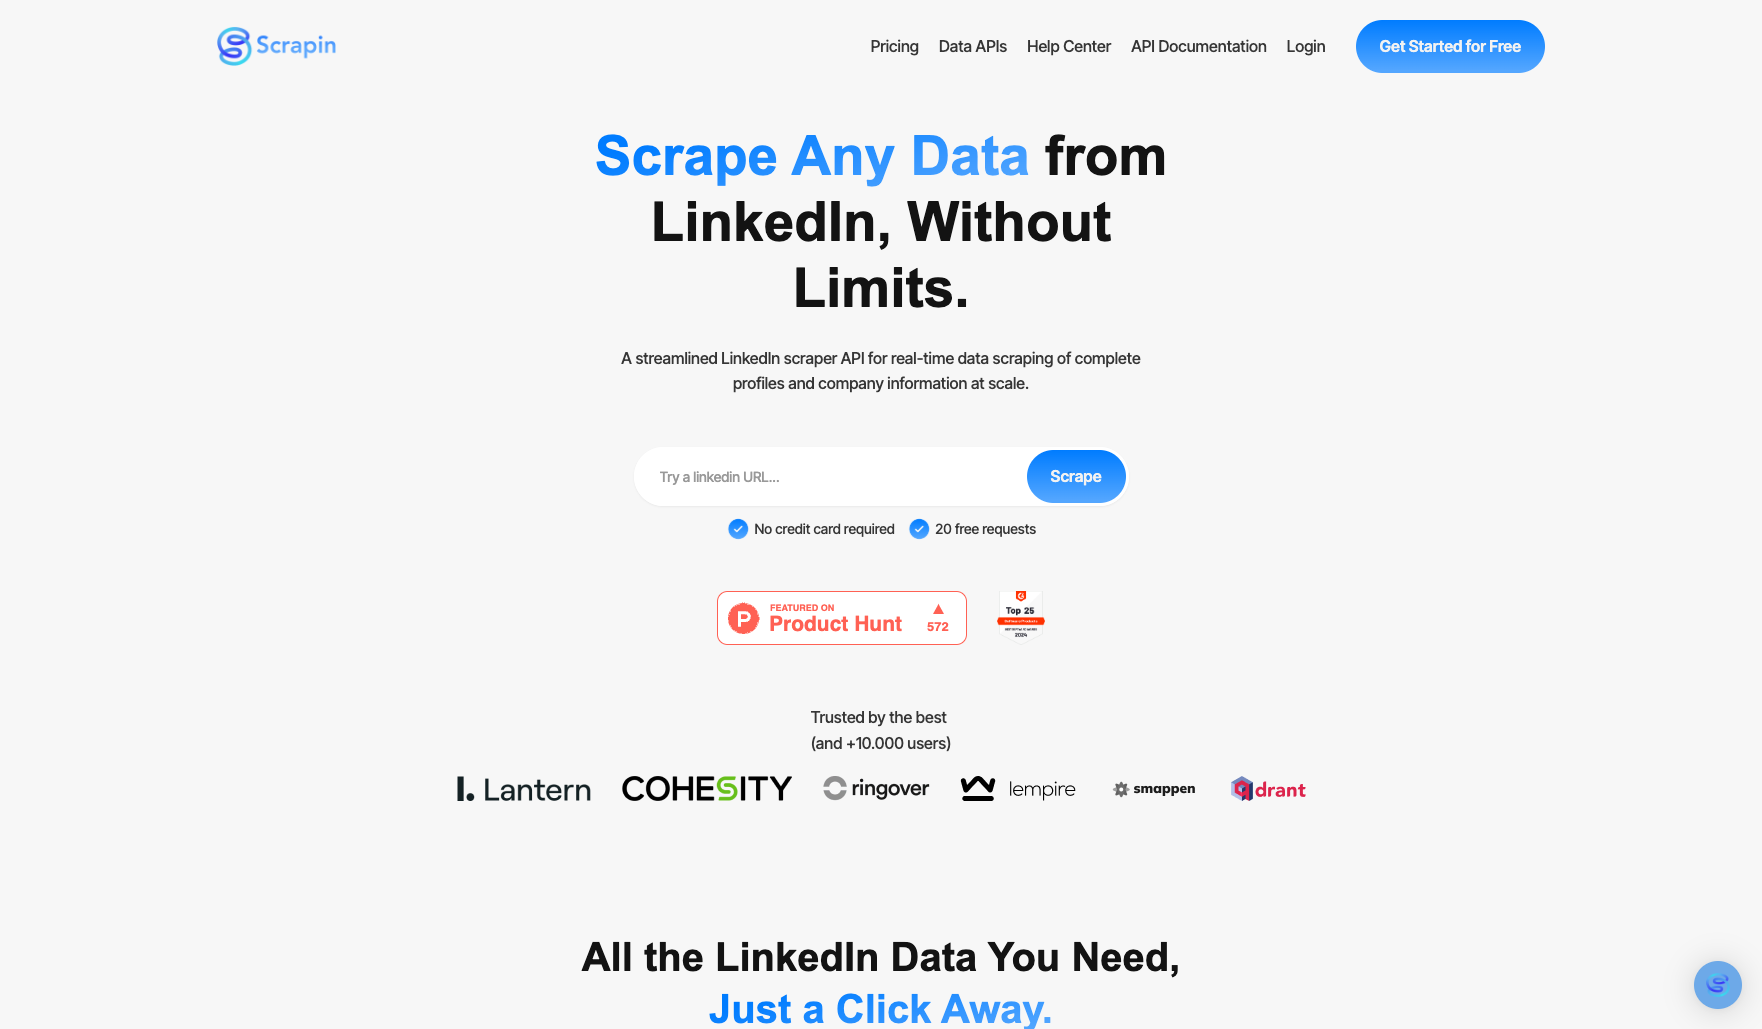 Scrapin
Pricing
Data APIs
Help Center
API Documentation
Login
Get Started for Free
Scrape Any Data from
LinkedIn, Without
Limits.
A streamlined LinkedIn scraper API for real-time data scraping of complete
profiles and company information at scale.
Try a linkedin URL...
Scrape
No credit card required
20 free requests
FEATURED ON
Product Hunt
572
Top 25
2024
Trusted by the best
(and +10.000 users)
l. Lantern
COHESITY
ringover
lempire
smappen
qdrant
All the LinkedIn Data You Need,
Just a Click Away.